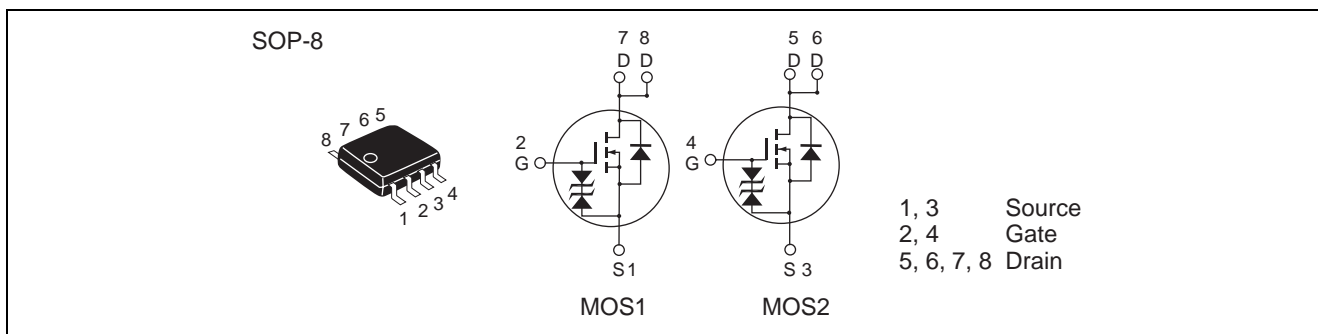 SOP-8
7 8
D D
5 6
D D
8 7 6 5
1 2 3 4
2
G
4
G
S1
S 3
MOS1
MOS2
1, 3 Source
2, 4 Gate
5, 6, 7, 8 Drain